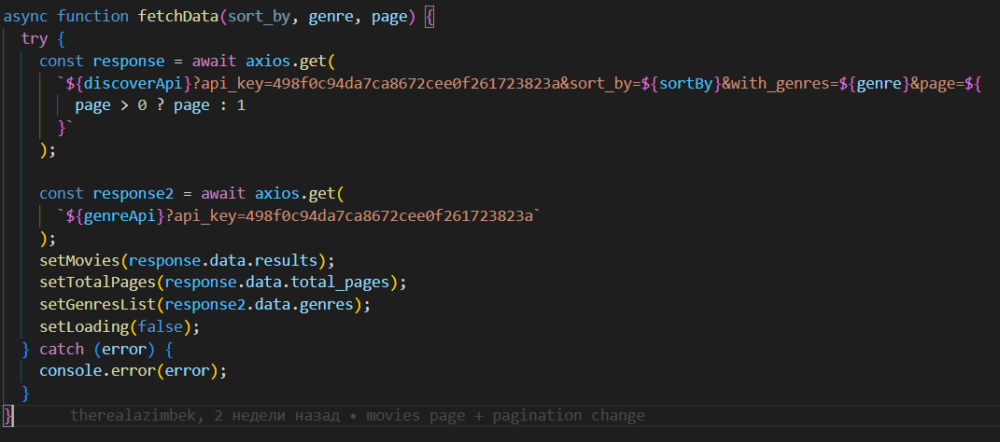 async function fetchData(sort_by, genre, page) {
try {
const response = await axios.get(
`${discoverApi}?api_key=498f0c94da7ca8672cee0f261723823a&sort_by=${sortBy}&with_genres=${genre}&page=${
page > 0 ? page : 1
}`
);
const response2 = await axios.get(
`${genreApi}?api_key=498f0c94da7ca8672cee0f261723823a`
);
setMovies(response.data.results);
setTotalPages(response.data.total_pages);
setGenresList(response2.data.genres);
setLoading(false);
} catch (error) {
console.error(error);
}
} therealazimbek, 2 недели назад • movies page + pagination change